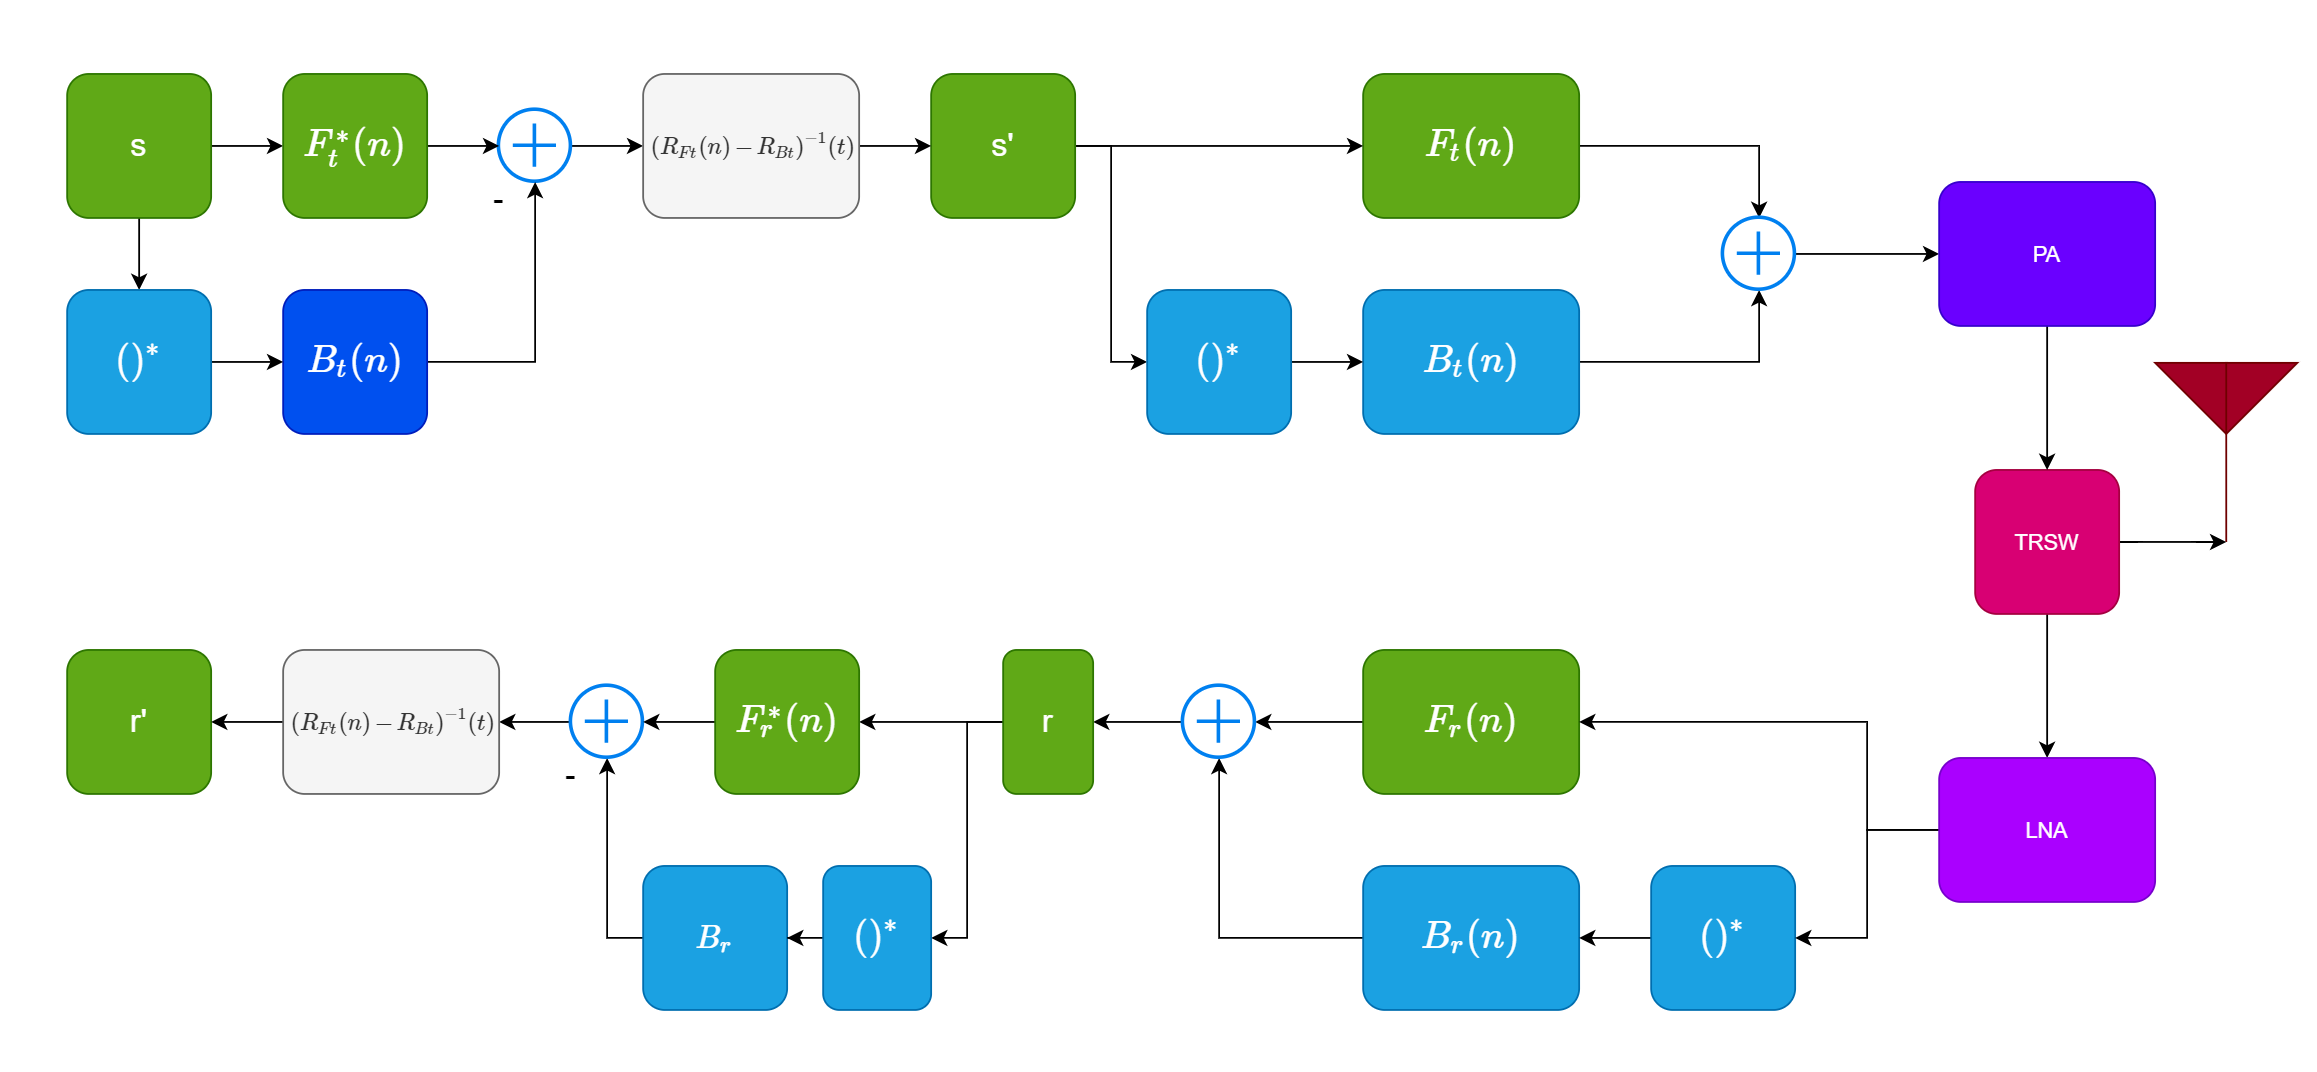 s
F_t^*(n)
-
(R_{Ft}(n) – R_{Bt})^{-1}(t)
s'
F_t(n)
()*
B_t(n)
()*
B_t(n)
PA
TRSW
r'
(R_{Ft}(n) – R_{Bt})^{-1}(t)
-
F_r^*(n)
r
F_r(n)
LNA
B_r
()*
B_r(n)
()*